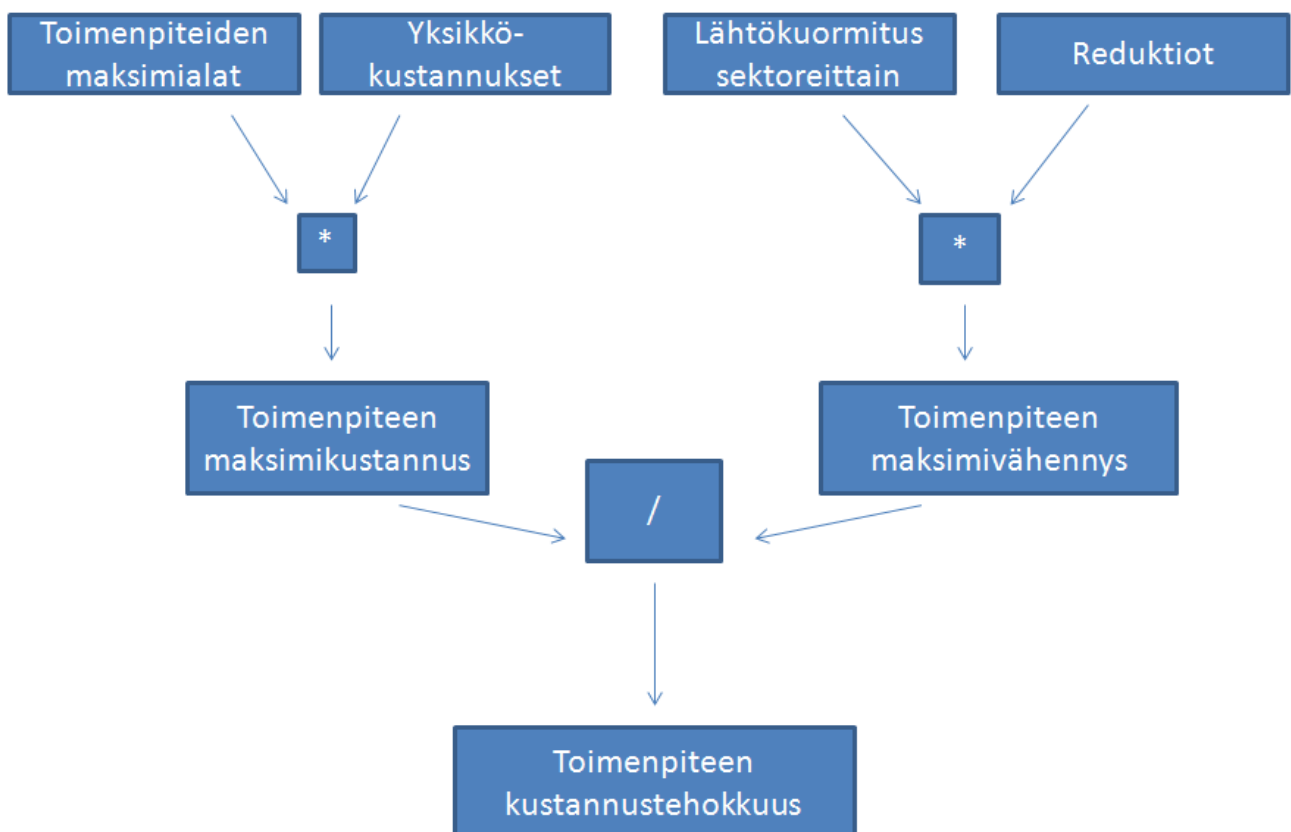 Toimenpiteiden
maksimialat
Yksikkö-
kustannukset
Lähtökuormitus
sektoreittain
Reduktiot
*
*
Toimenpiteen
maksimikustannus
/
Toimenpiteen
maksimivähennys
Toimenpiteen
kustannustehokkuus